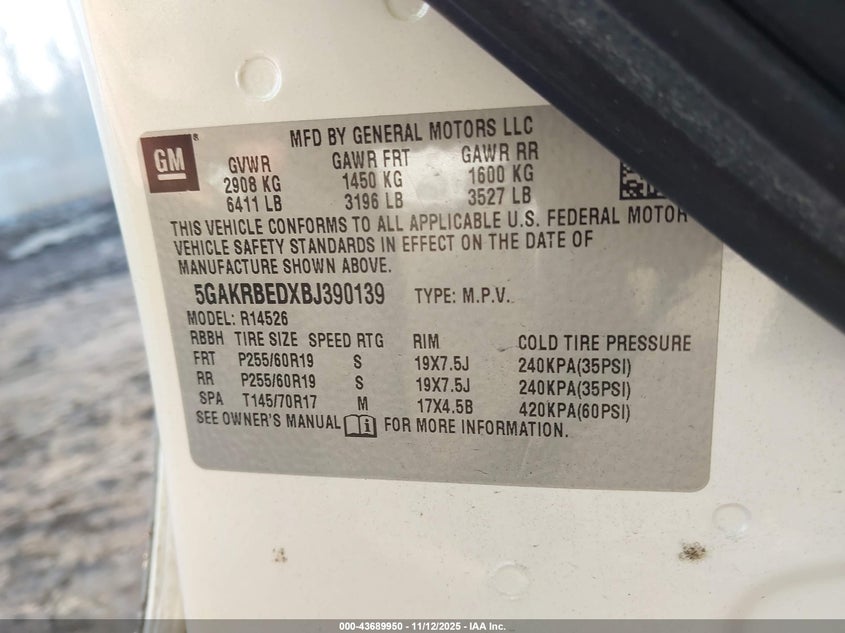 MFD BY GENERAL MOTORS LLC
GM®
GVWR GAWR FRT GAWR RR
2908 KG 1450 KG 1600 KG
6411 LB 3196 LB 3527 LB
THIS VEHICLE CONFORMS TO ALL APPLICABLE U.S. FEDERAL MOTOR
VEHICLE SAFETY STANDARDS IN EFFECT ON THE DATE OF
MANUFACTURE SHOWN ABOVE.
5GAKRBEDXBJ390139 TYPE: M.P.V.
MODEL: R14526
RBBH TIRE SIZE SPEED RTG RIM COLD TIRE PRESSURE
FRT P255/60R19 S 19X7.5J 240KPA(35PSI)
RR P255/60R19 S 19X7.5J 240KPA(35PSI)
SPA T145/70R17 M 17X4.5B 420KPA(60PSI)
SEE OWNER'S MANUAL FOR MORE INFORMATION.
000-43689950 - 11/12/2025 - IAA Inc.